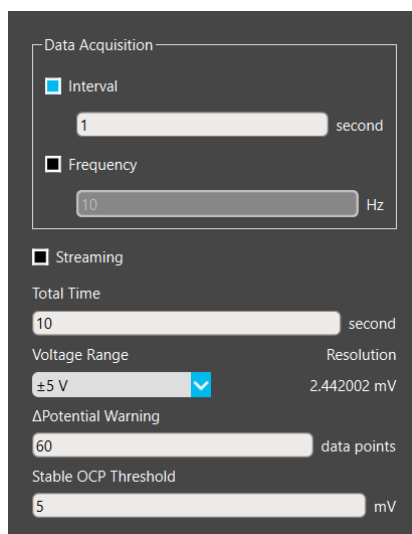 Data Acquisition
Interval
1 second
Frequency
10 Hz
Streaming
Total Time
10 second
Voltage Range Resolution
±5 V 2.442002 mV
ΔPotential Warning
60 data points
Stable OCP Threshold
5 mV